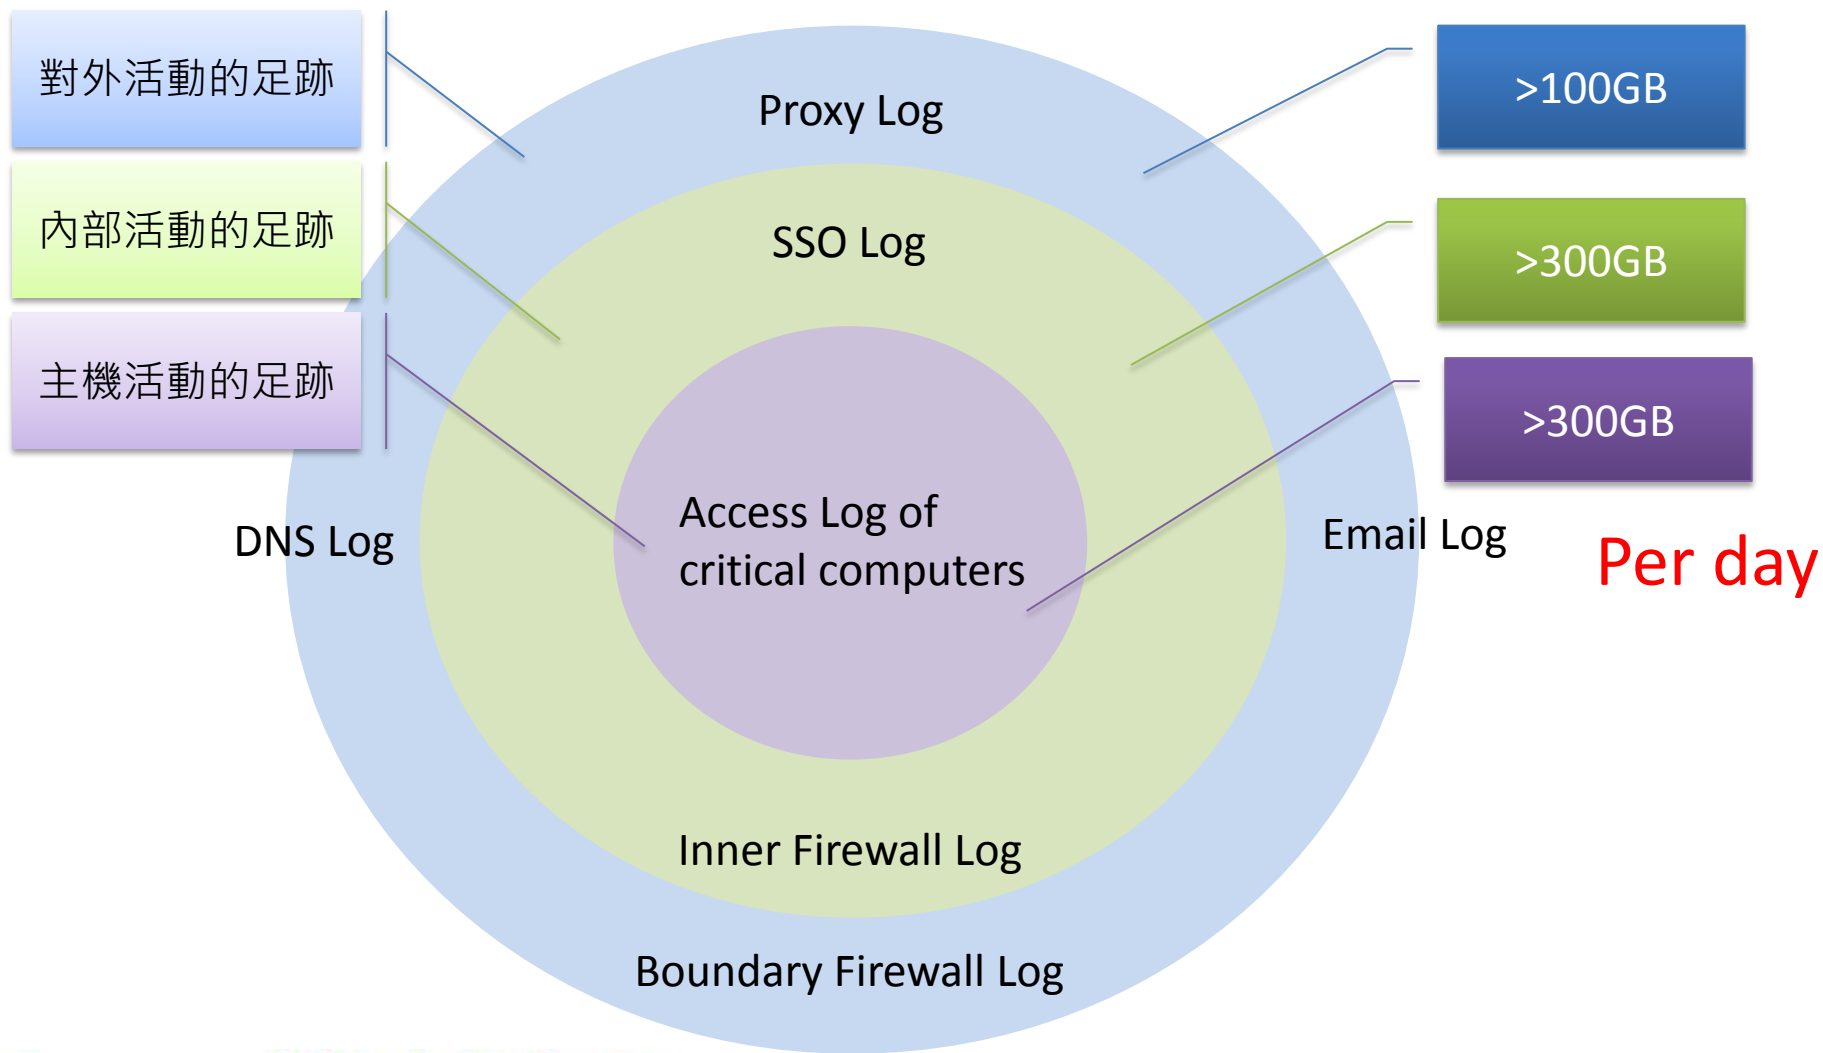 對外活動的足跡
內部活動的足跡
主機活動的足跡
Proxy Log
SSO Log
Access Log of
critical computers
DNS Log
Email Log
Inner Firewall Log
Boundary Firewall Log
>100GB
>300GB
>300GB
Per day